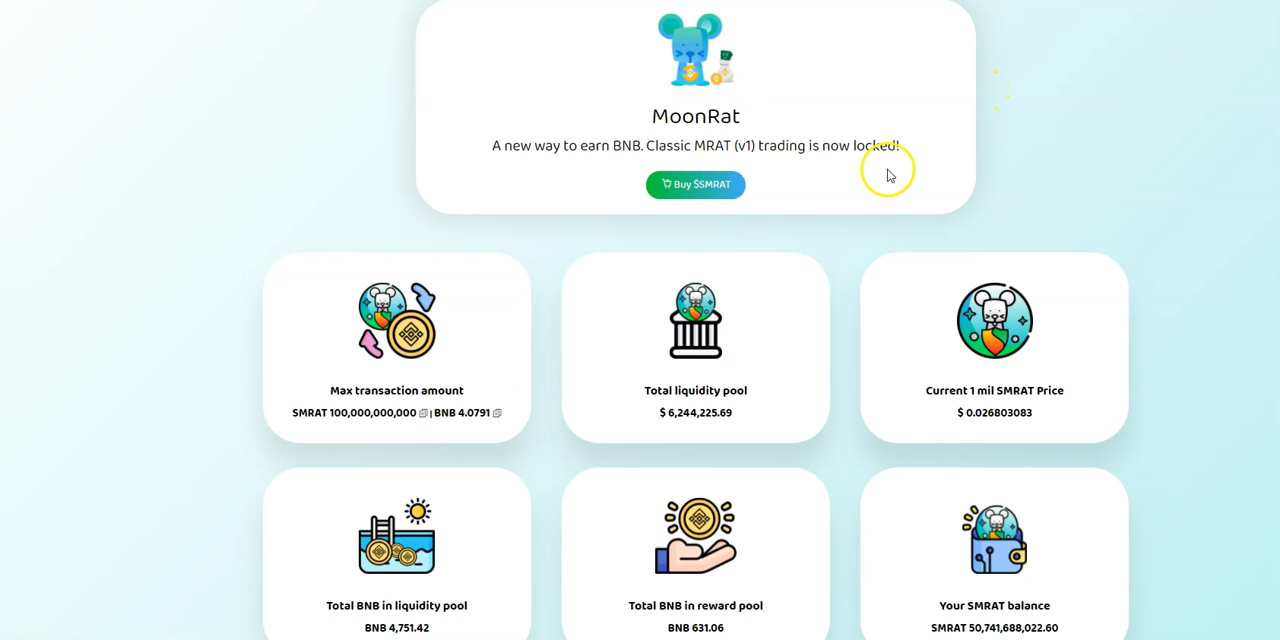 MoonRat
A new way to earn BNB. Classic MRAT (v1) trading is now locked!
Buy $SMRAT
Max transaction amount
SMRAT 100,000,000,000 | BNB 4.0791
Total liquidity pool
$ 6,244,225.69
Current 1 mil SMRAT Price
$ 0.026803083
Total BNB in liquidity pool
BNB 4,751.42
Total BNB in reward pool
BNB 631.06
Your SMRAT balance
SMRAT 50,741,688,022.60